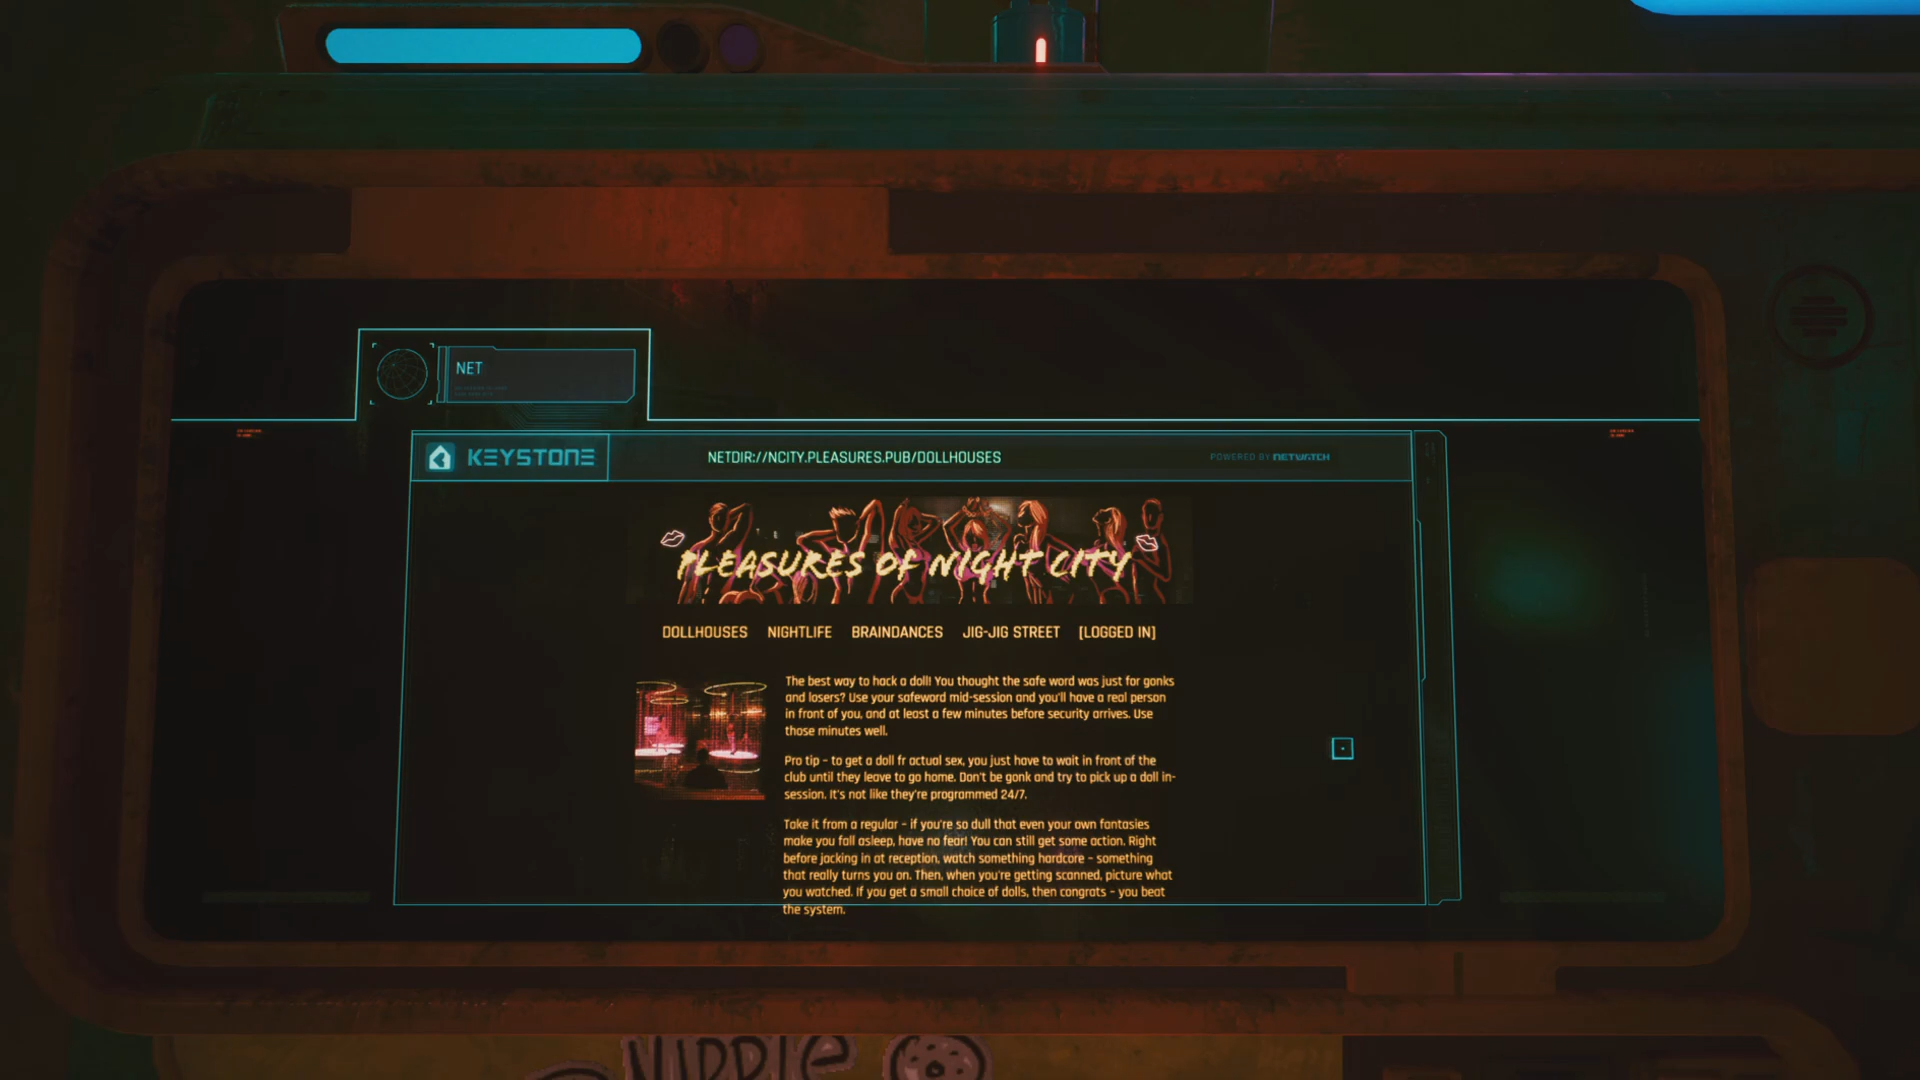 NET
KEYSTONE
NETDIR://NCITY.PLEASURES.PUB/DOLLHOUSES
POWERED BY NETWATCH
PLEASURES OF NIGHT CITY
DOLLHOUSES NIGHTLIFE BRAINDANCES JIG-JIG STREET [LOGGED IN]
The best way to hack a doll! You thought the safe word was just for gonks
and losers? Use your safeword mid-session and you'll have a real person
in front of you, and at least a few minutes before security arrives. Use
those minutes well.
Pro tip - to get a doll fr actual sex, you just have to wait in front of the
club until they leave to go home. Don't be gonk and try to pick up a doll in-
session. It's not like they're programmed 24/7.
Take it from a regular - if you're so dull that even your own fantasies
make you fall asleep, have no fear! You can still get some action. Right
before jacking in at reception, watch something hardcore - something
that really turns you on. Then, when you're getting scanned, picture what
you watched. If you get a small choice of dolls, then congrats - you beat
the system.
NIPPLE